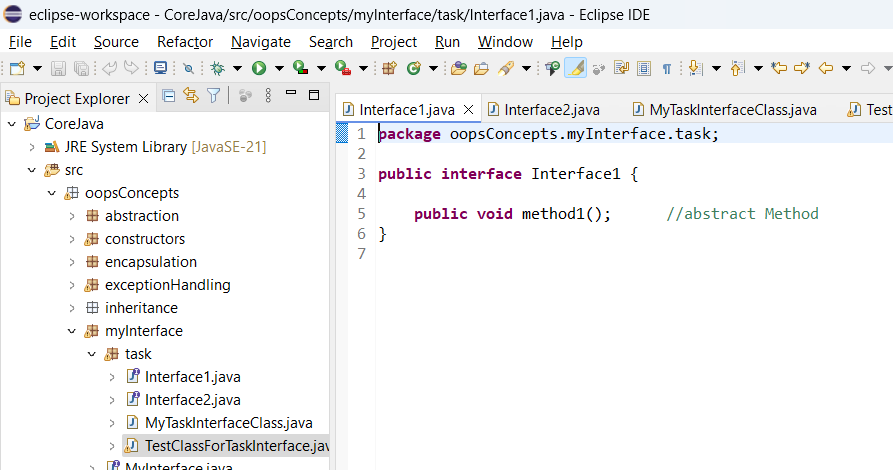 eclipse-workspace - CoreJava/src/oopsConcepts/myInterface/task/Interface1.java - Eclipse IDE
File Edit Source Refactor Navigate Search Project Run Window Help
Project Explorer
CoreJava
JRE System Library [JavaSE-21]
src
oopsConcepts
abstraction
constructors
encapsulation
exceptionHandling
inheritance
myInterface
task
Interface1.java
Interface2.java
MyTaskInterfaceClass.java
TestClassForTaskInterface.jav
MyInterface.java
Interface1.java Interface2.java MyTaskInterfaceClass.java Test
1 package oopsConcepts.myInterface.task;
2
3 public interface Interface1 {
4
5 public void method1(); //abstract Method
6 }
7